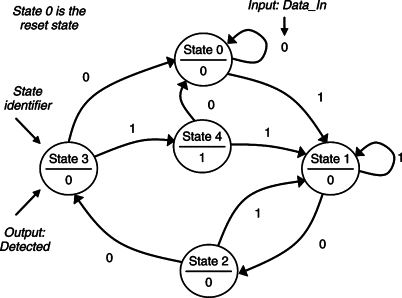 State 0 is the
reset state
Input: Data_In
State 0
0
0
0
1
State
identifier
0
1
State 4
1
1
State 3
0
State 1
0
1
Output:
Detected
0
1
0
State 2
0